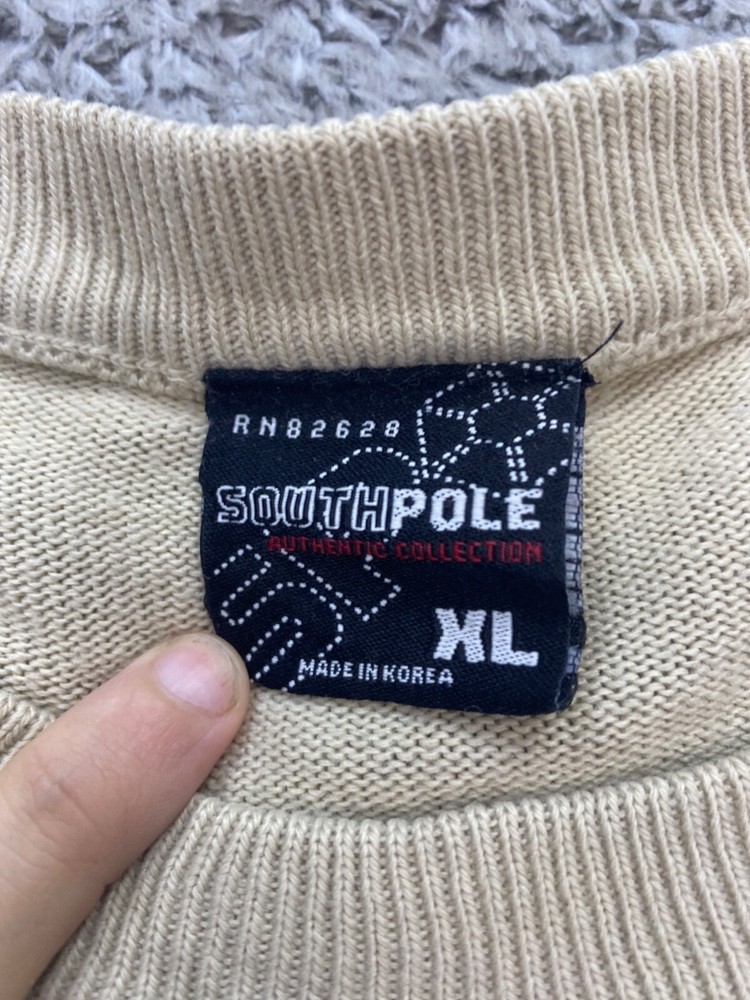 RN82628
SOUTHPOLE
AUTHENTIC COLLECTION
XL
MADE IN KOREA